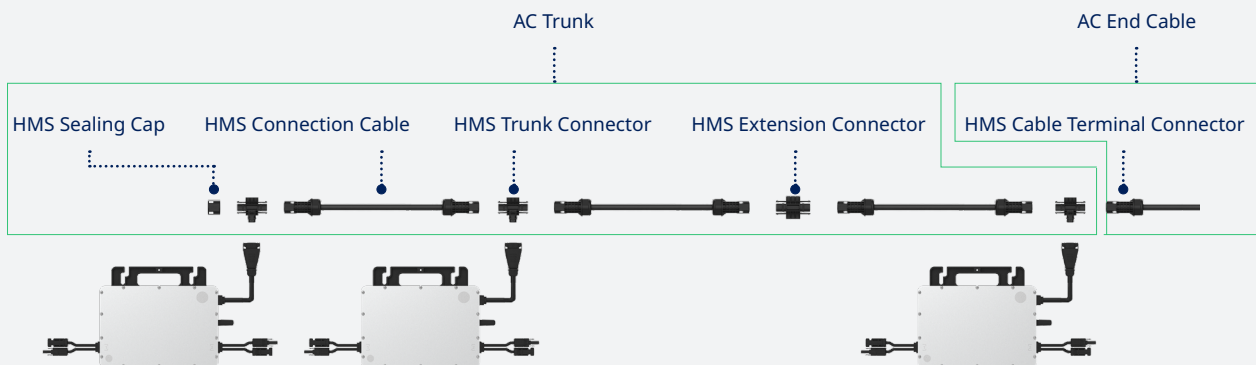 AC Trunk
AC End Cable
HMS Sealing Cap
HMS Connection Cable
HMS Trunk Connector
HMS Extension Connector
HMS Cable Terminal Connector